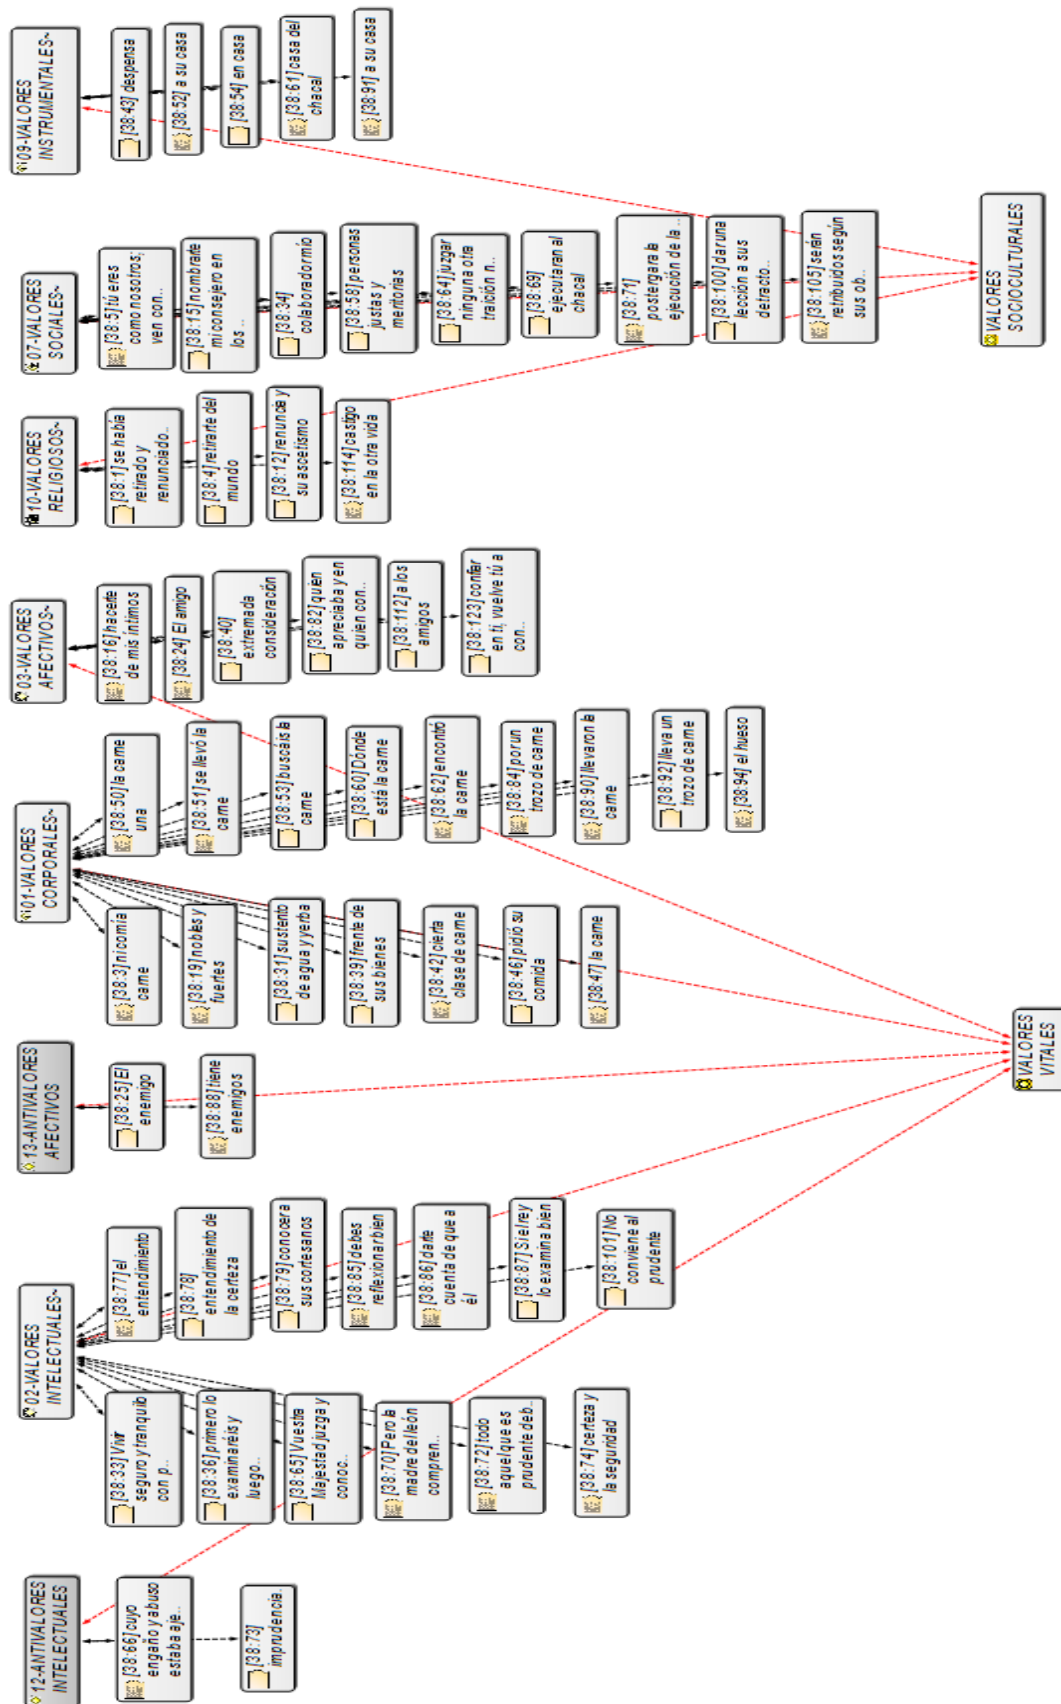 09-VALORES
INSTRUMENTALES~
[38:43] despensa
[38:52] a su casa
[38:54] en casa
[38:61] casa del
chacal
[38:91] a su casa
07-VALORES
SOCIALES~
[38:5] tú eres
como nosotros;
ven con..
[38:15] nombrarte
mi consejero en
los ..
[38:34]
colaborador mío
[38:58] personas
justas y
meritorias
[38:64] juzgar
ninguna otra
traición n..
[38:69]
ejecutaran al
chacal
[38:71]
postergara la
ejecución de la ..
[38:100] dar una
lección a sus
detracto..
[38:105] serán
retribuidos según
sus ob..
VALORES
SOCIOCULTURALES
10-VALORES
RELIGIOSOS~
[38:1] se había
retirado y
renunciado..
[38:4] retirarte del
mundo
[38:12] renuncia y
su ascetismo
[38:114] castigo
en la otra vida
03-VALORES
AFECTIVOS~
[38:16] hacerte
de mis íntimos
[38:24] El amigo
[38:40]
extremada
consideración
[38:82] quien
apreciaba y en
quien con..
[38:112] a los
amigos
[38:123] confiar
en ti, vuelve tú a
con..
01-VALORES
CORPORALES~
[38:50] la carne
una
[38:51] se llevó la
carne
[38:53] buscáis la
carne
[38:60] Dónde
está la carne
[38:62] encontró
la carne
[38:84] por un
trozo de carne
[38:90] llevaron la
carne
[38:92] lleva un
trozo de carne
[38:94] el hueso
[38:3] ni comía
carne
[38:19] nobles y
fuertes
[38:31] sustento
de agua y yerba
[38:39] frente de
sus bienes
[38:42] cierta
clase de carne
[38:46] pidió su
comida
[38:47] la carne
13-ANTIVALORES
AFECTIVOS
[38:25] El
enemigo
[38:88] tiene
enemigos
VALORES
VITALES
02-VALORES
INTELECTUALES~
[38:77] el
entendimiento
[38:78]
entendimiento de
la certeza
[38:79] conocer a
sus cortesanos
[38:85] debes
reflexionar bien
[38:86] darte
cuenta de que a
él
[38:87] Si el rey
lo examina bien
[38:101] No
conviene al
prudente
[38:33] Vivir
seguro y tranquilo
con p..
[38:36] primero lo
examinaréis y
luego..
[38:65] Vuestra
Majestad juzga y
conoc..
[38:70] Pero la
madre del león
compren..
[38:72] todo
aquel que es
prudente deb..
[38:74] certeza y
la seguridad
12-ANTIVALORES
INTELECTUALES
[38:66] cuyo
engaño y abuso
estaba aje..
[38:73]
imprudencia.